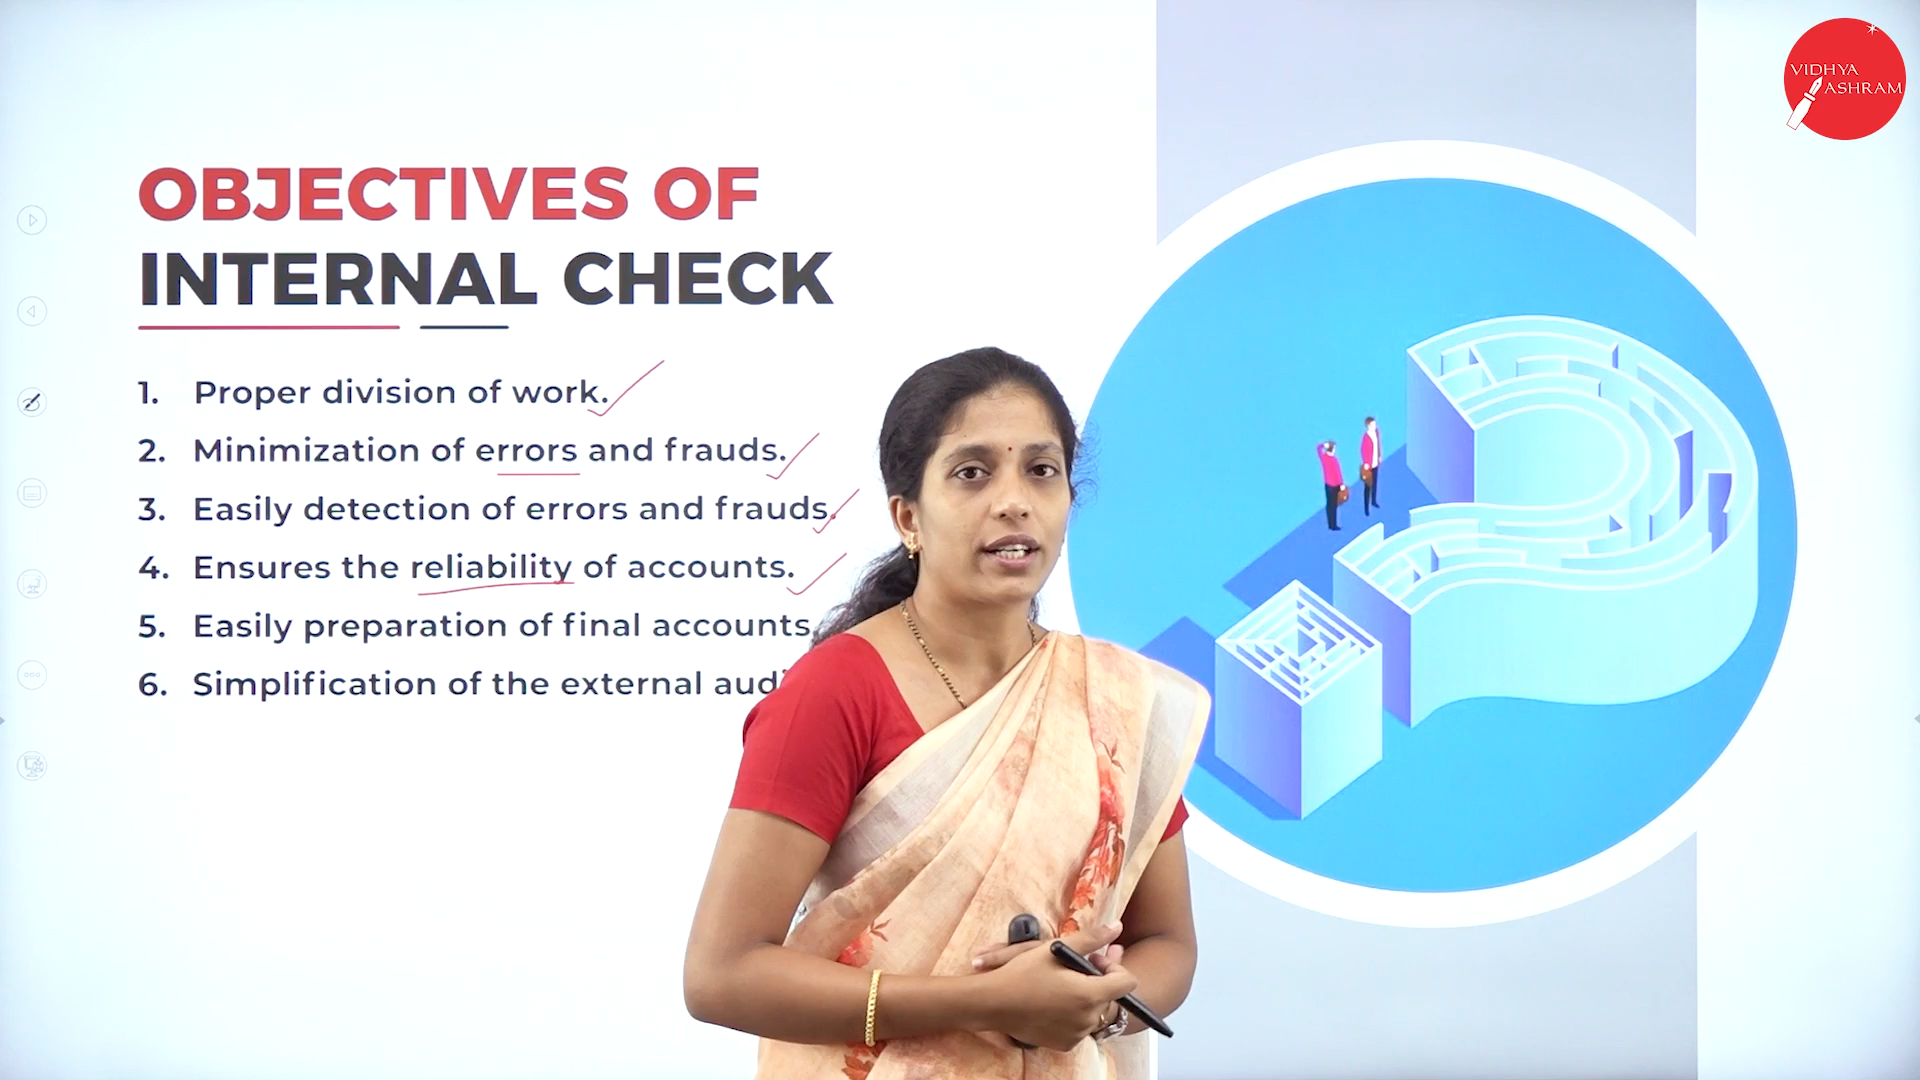 VIDHYA
ASHRAM
OBJECTIVES OF
INTERNAL CHECK
1. Proper division of work.
2. Minimization of errors and frauds.
3. Easily detection of errors and frauds.
4. Ensures the reliability of accounts.
5. Easily preparation of final accounts
6. Simplification of the external